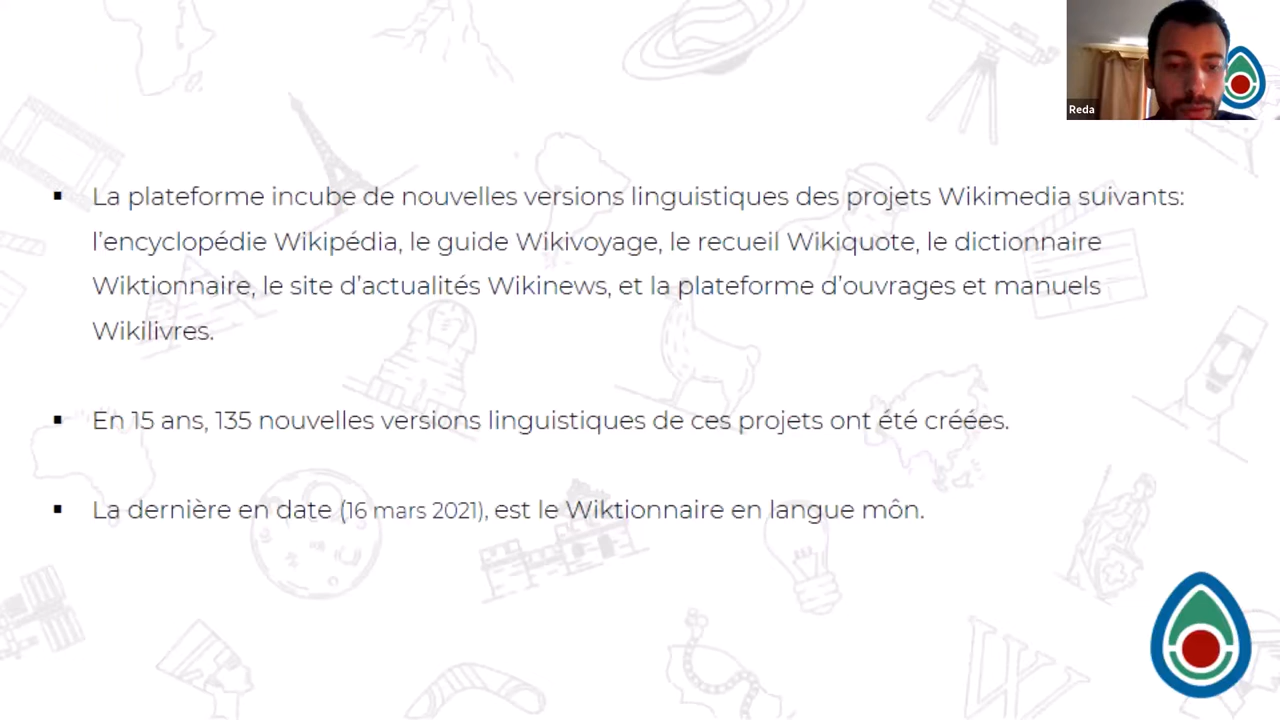 Reda
▪ La plateforme incube de nouvelles versions linguistiques des projets Wikimedia suivants:
l’encyclopédie Wikipédia, le guide Wikivoyage, le recueil Wikiquote, le dictionnaire
Wiktionnaire, le site d’actualités Wikinews, et la plateforme d’ouvrages et manuels
Wikilivres.
▪ En 15 ans, 135 nouvelles versions linguistiques de ces projets ont été créées.
▪ La dernière en date (16 mars 2021), est le Wiktionnaire en langue môn.